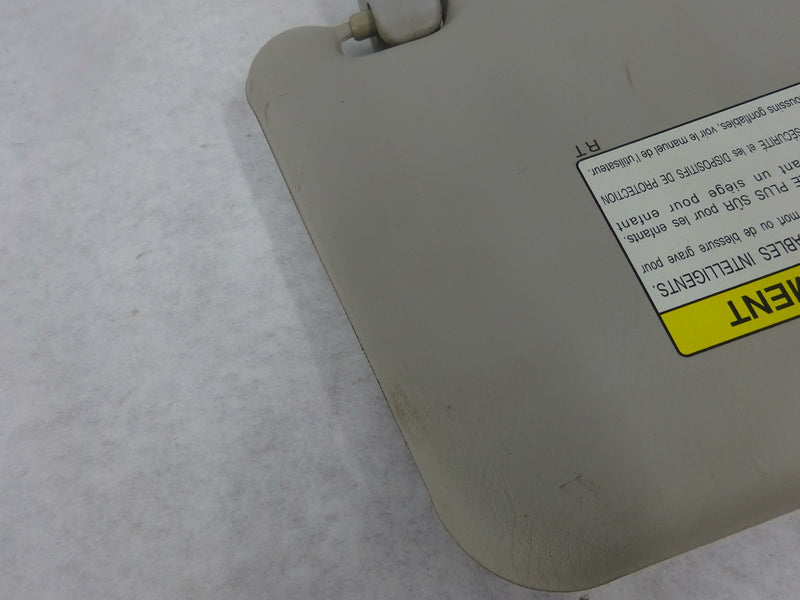 MENT
ABLES INTELLIGENTS.
mort ou de blessure grave pour
E PLUS SÛR pour les enfants.
ant un siège pour enfant
SÉCURITÉ et les DISPOSITIFS DE PROTECTION
oussins gonflables, voir le manuel de l'utilisateur.
RT